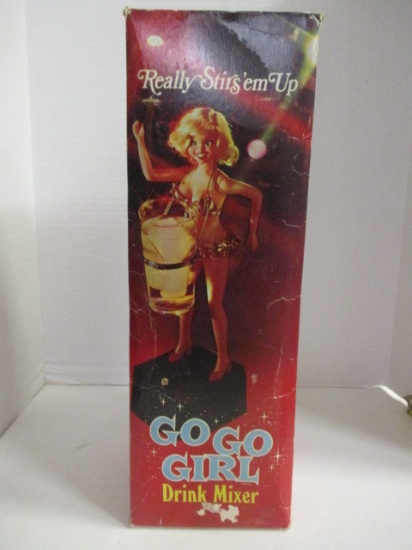 Really Stirs 'em Up
GO GO
GIRL
Drink Mixer